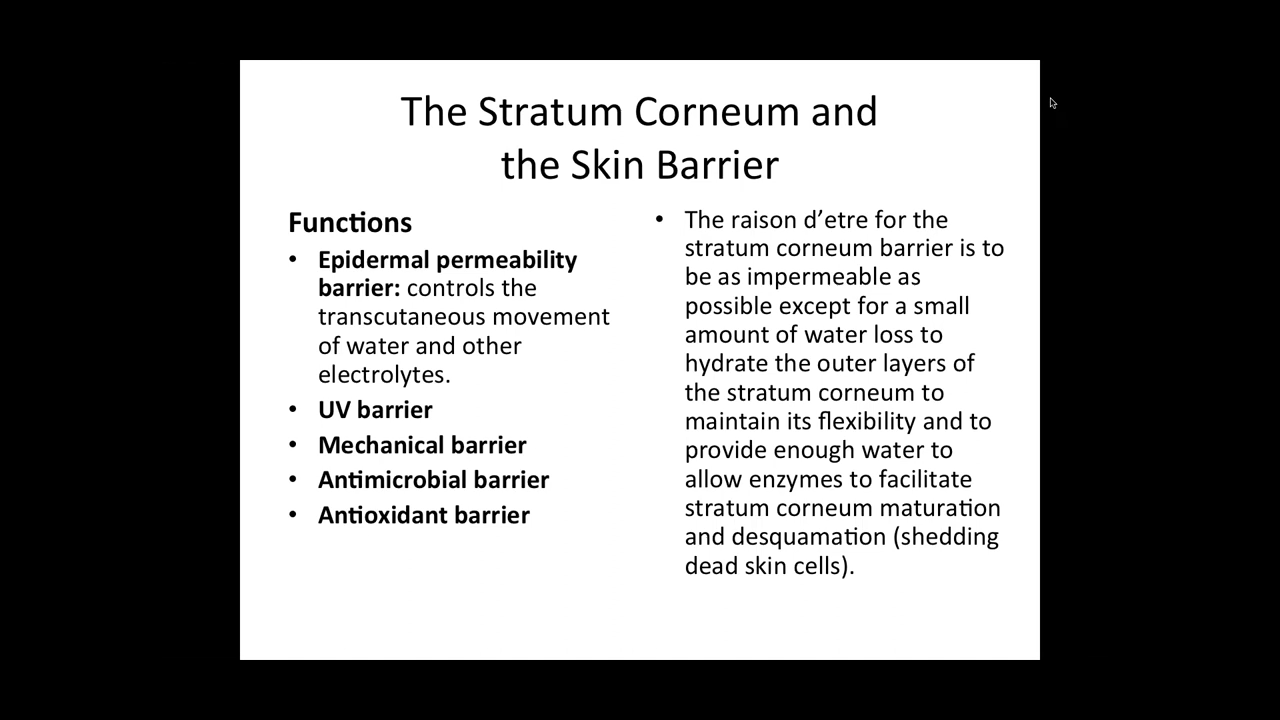 The Stratum Corneum and
the Skin Barrier
Functions
• Epidermal permeability
barrier: controls the
transcutaneous movement
of water and other
electrolytes.
• UV barrier
• Mechanical barrier
• Antimicrobial barrier
• Antioxidant barrier
• The raison d’etre for the
stratum corneum barrier is to
be as impermeable as
possible except for a small
amount of water loss to
hydrate the outer layers of
the stratum corneum to
maintain its flexibility and to
provide enough water to
allow enzymes to facilitate
stratum corneum maturation
and desquamation (shedding
dead skin cells).